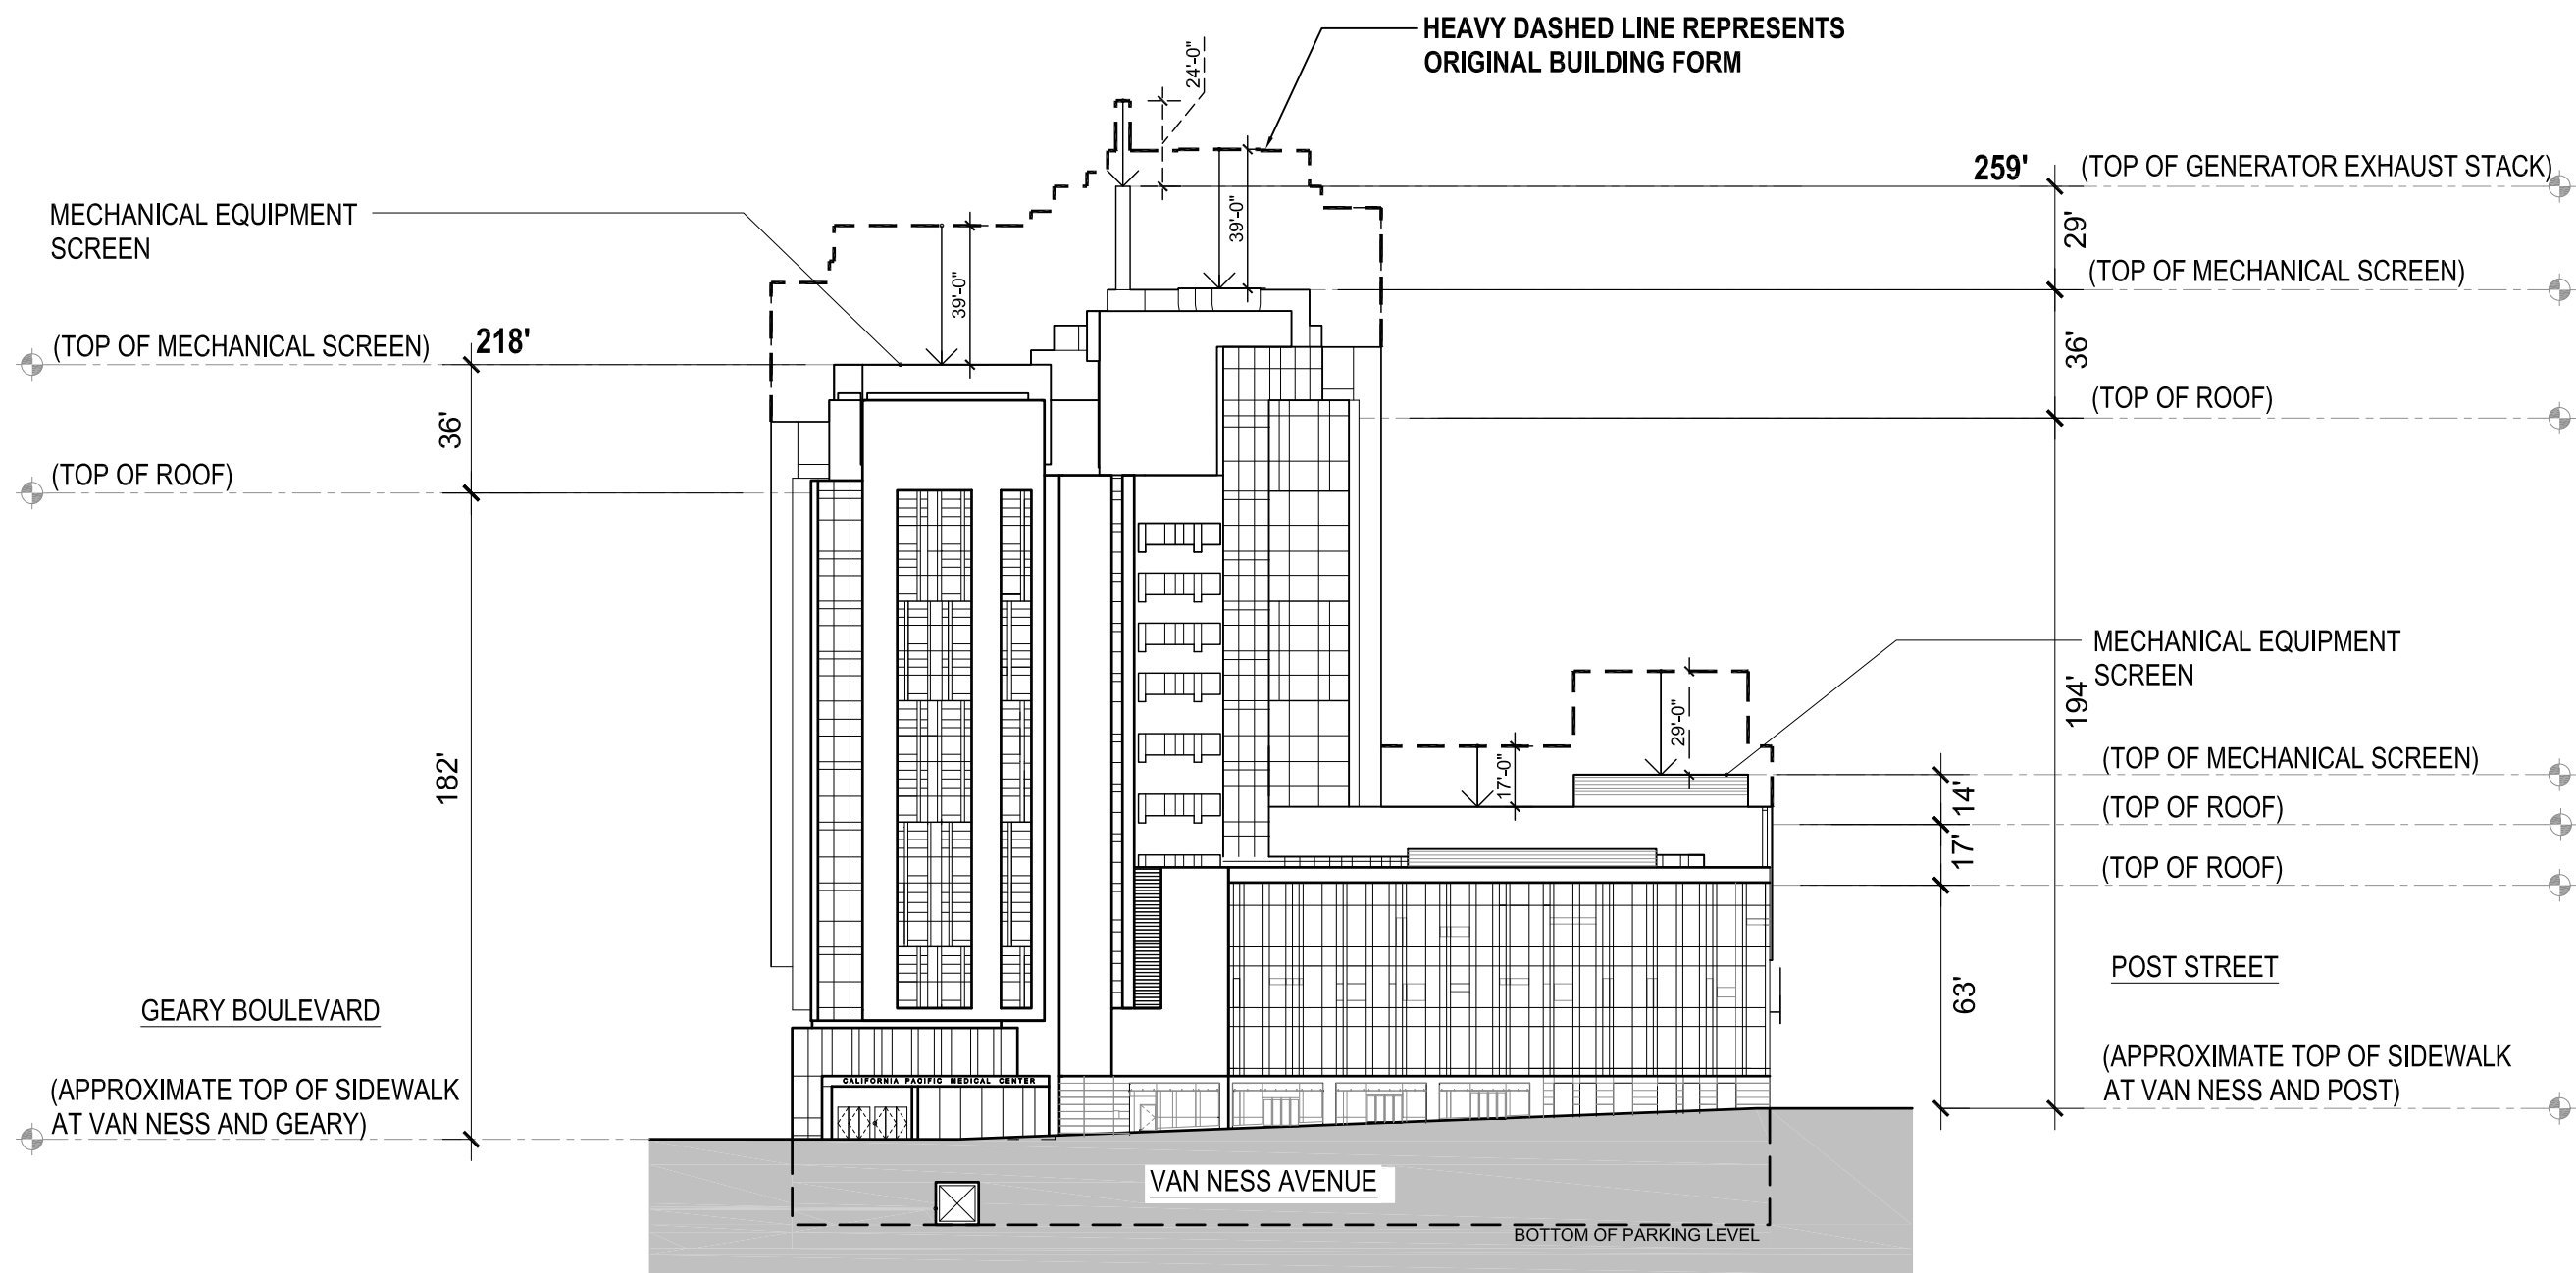 HEAVY DASHED LINE REPRESENTS
ORIGINAL BUILDING FORM
24'-0"
259'
(TOP OF GENERATOR EXHAUST STACK)
MECHANICAL EQUIPMENT
SCREEN
39'-0"
29'
(TOP OF MECHANICAL SCREEN)
39'-0"
(TOP OF MECHANICAL SCREEN)
218'
36'
(TOP OF ROOF)
36'
(TOP OF ROOF)
MECHANICAL EQUIPMENT
SCREEN
194'
29'-0"
182'
17'-0"
(TOP OF MECHANICAL SCREEN)
14'
(TOP OF ROOF)
17'
(TOP OF ROOF)
POST STREET
63'
GEARY BOULEVARD
(APPROXIMATE TOP OF SIDEWALK
AT VAN NESS AND POST)
CALIFORNIA PACIFIC MEDICAL CENTER
(APPROXIMATE TOP OF SIDEWALK
AT VAN NESS AND GEARY)
VAN NESS AVENUE
BOTTOM OF PARKING LEVEL